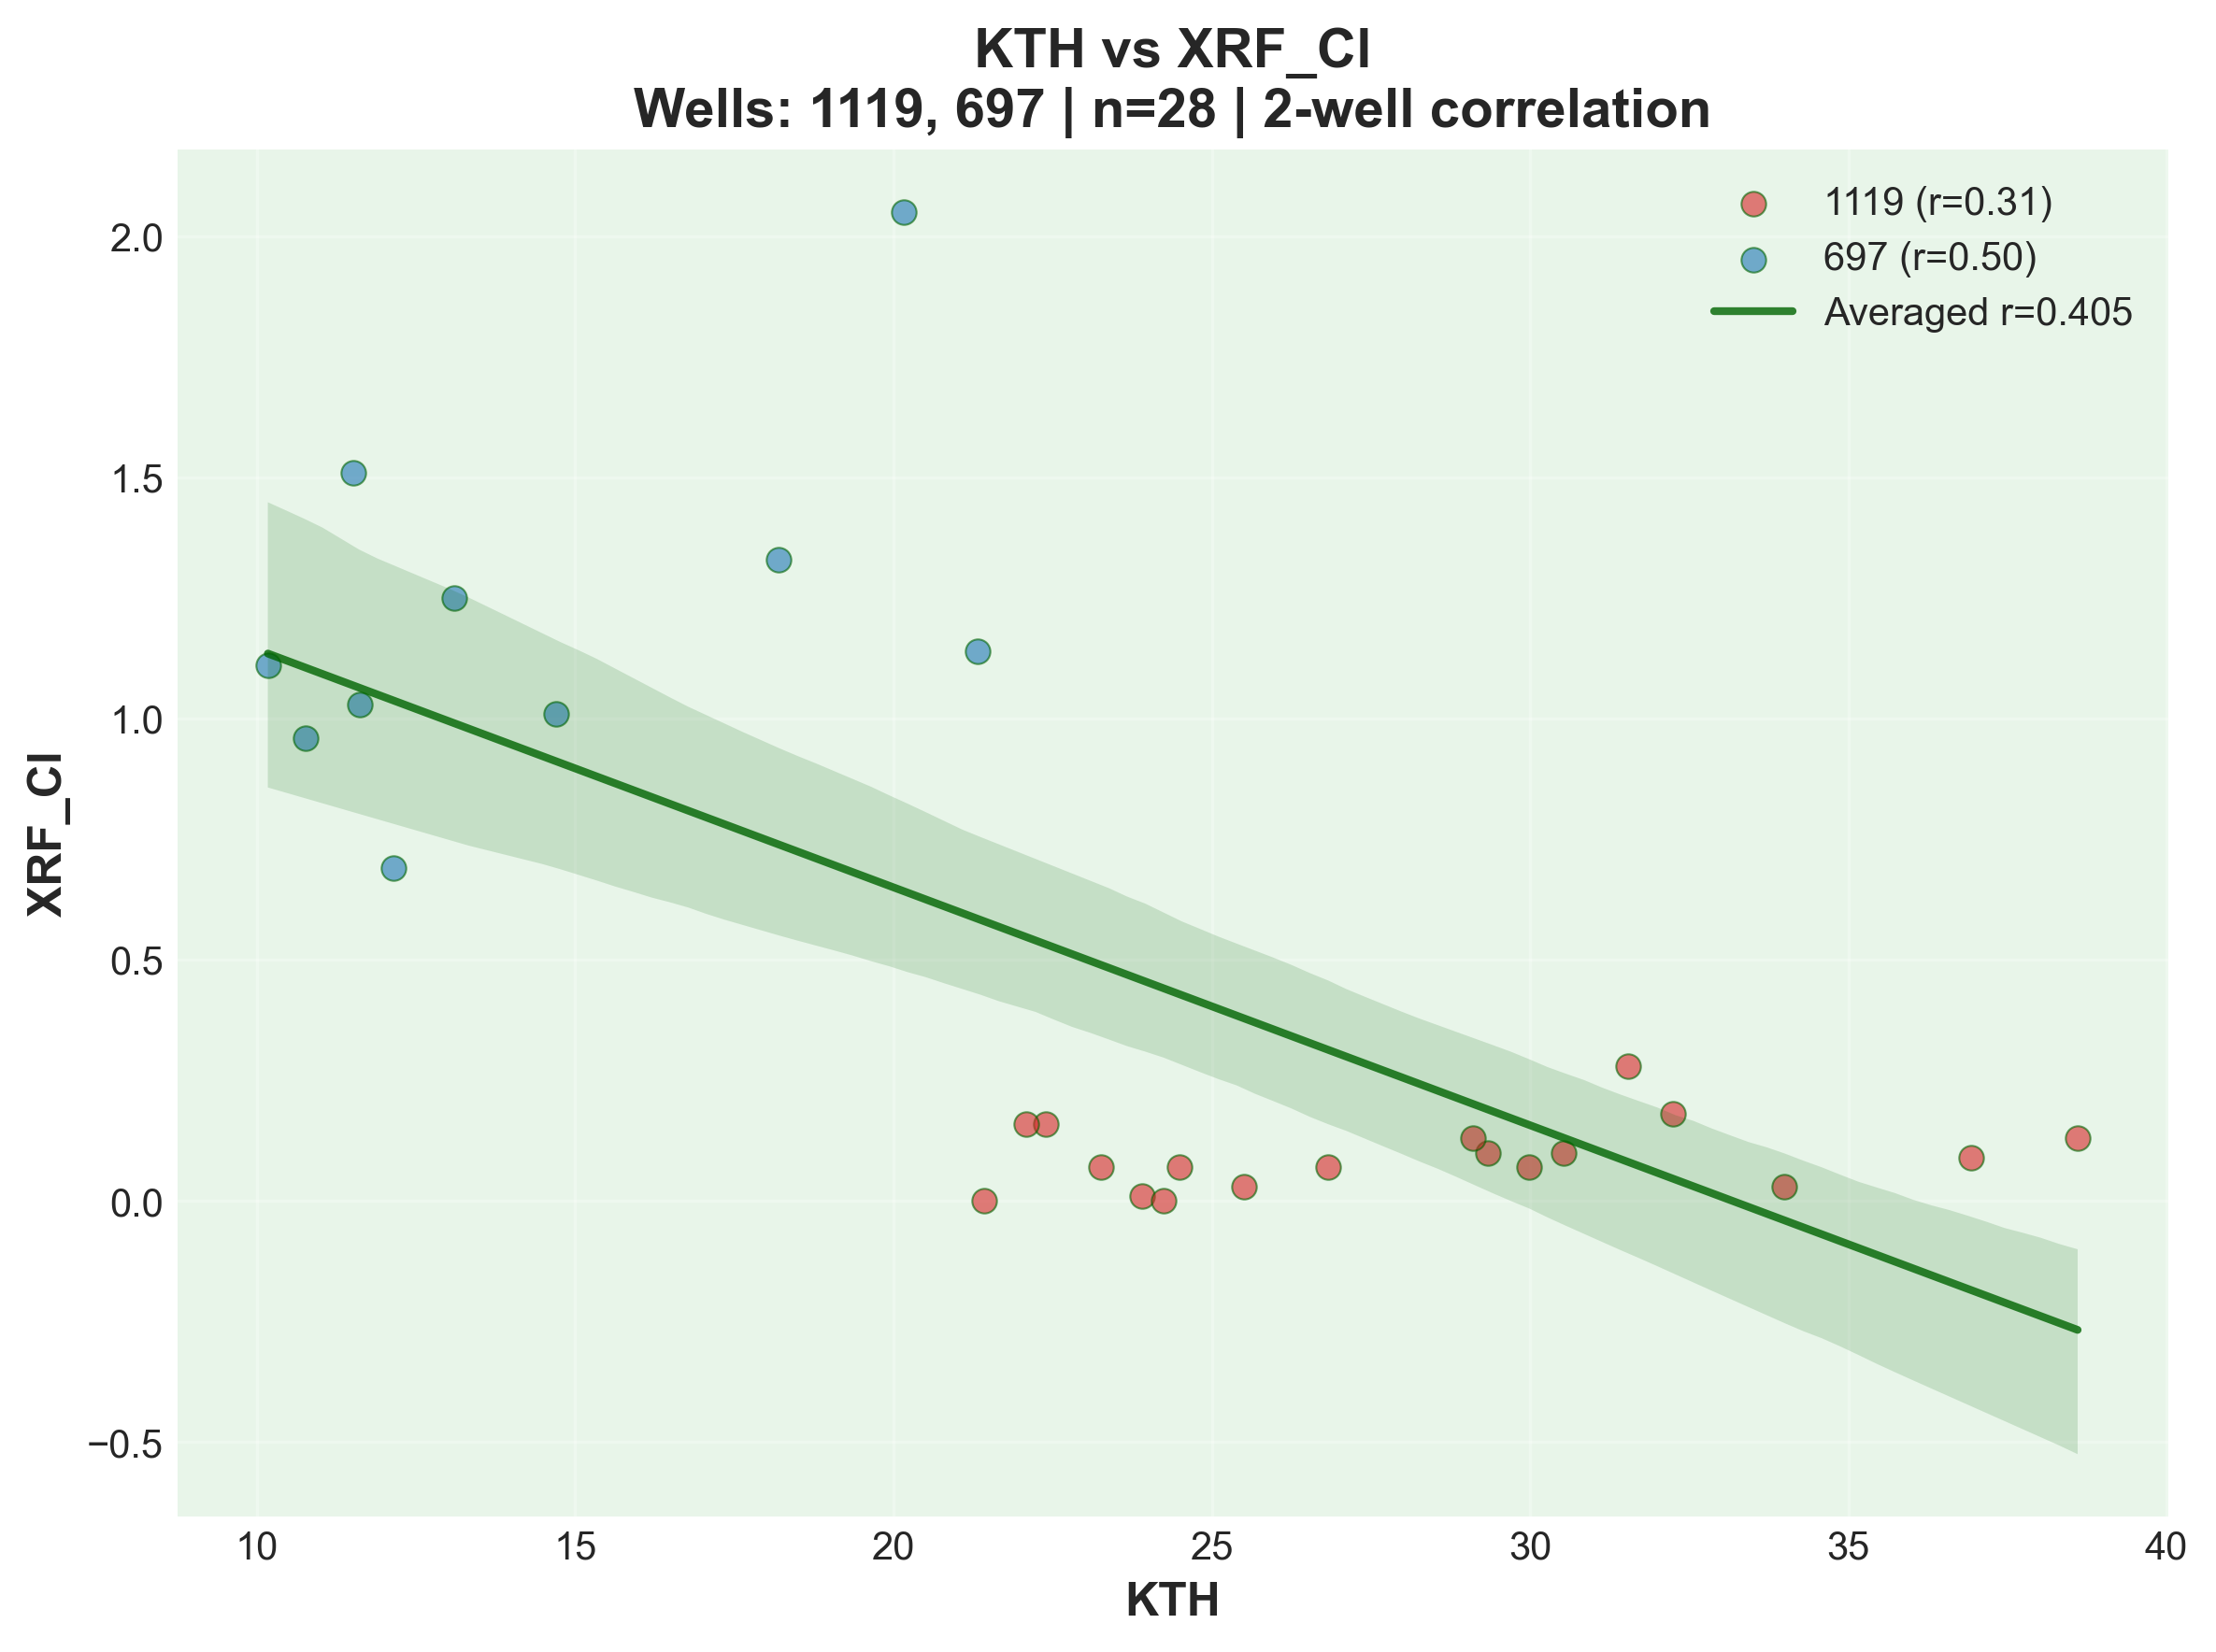 KTH vs XRF_Cl
Wells: 1119, 697 | n=28 | 2-well correlation
1119 (r=0.31)
697 (r=0.50)
Averaged r=0.405
XRF_Cl
2.0
1.5
1.0
0.5
0.0
−0.5
10
15
20
25
30
35
40
KTH